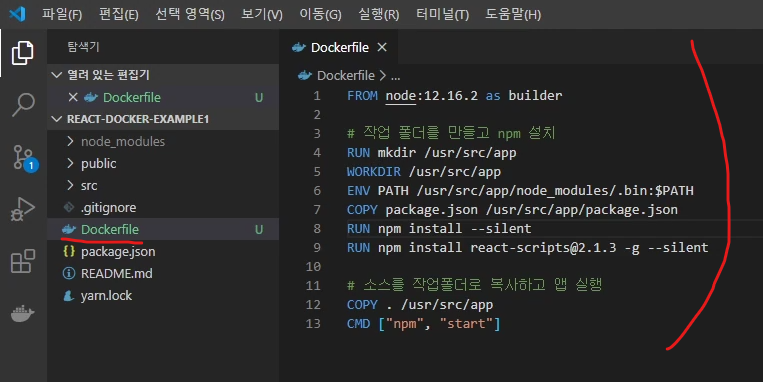 파일(F) 편집(E) 선택 영역(S) 보기(V) 이동(G) 실행(R) 터미널(T) 도움말(H)
탐색기
열려 있는 편집기
Dockerfile U
REACT-DOCKER-EXAMPLE1
node_modules
public
src
.gitignore
Dockerfile U
package.json
README.md
yarn.lock
1
Dockerfile
Dockerfile > ...
1 FROM node:12.16.2 as builder
2
3 # 작업 폴더를 만들고 npm 설치
4 RUN mkdir /usr/src/app
5 WORKDIR /usr/src/app
6 ENV PATH /usr/src/app/node_modules/.bin:$PATH
7 COPY package.json /usr/src/app/package.json
8 RUN npm install --silent
9 RUN npm install react-scripts@2.1.3 -g --silent
10
11 # 소스를 작업폴더로 복사하고 앱 실행
12 COPY . /usr/src/app
13 CMD ["npm", "start"]